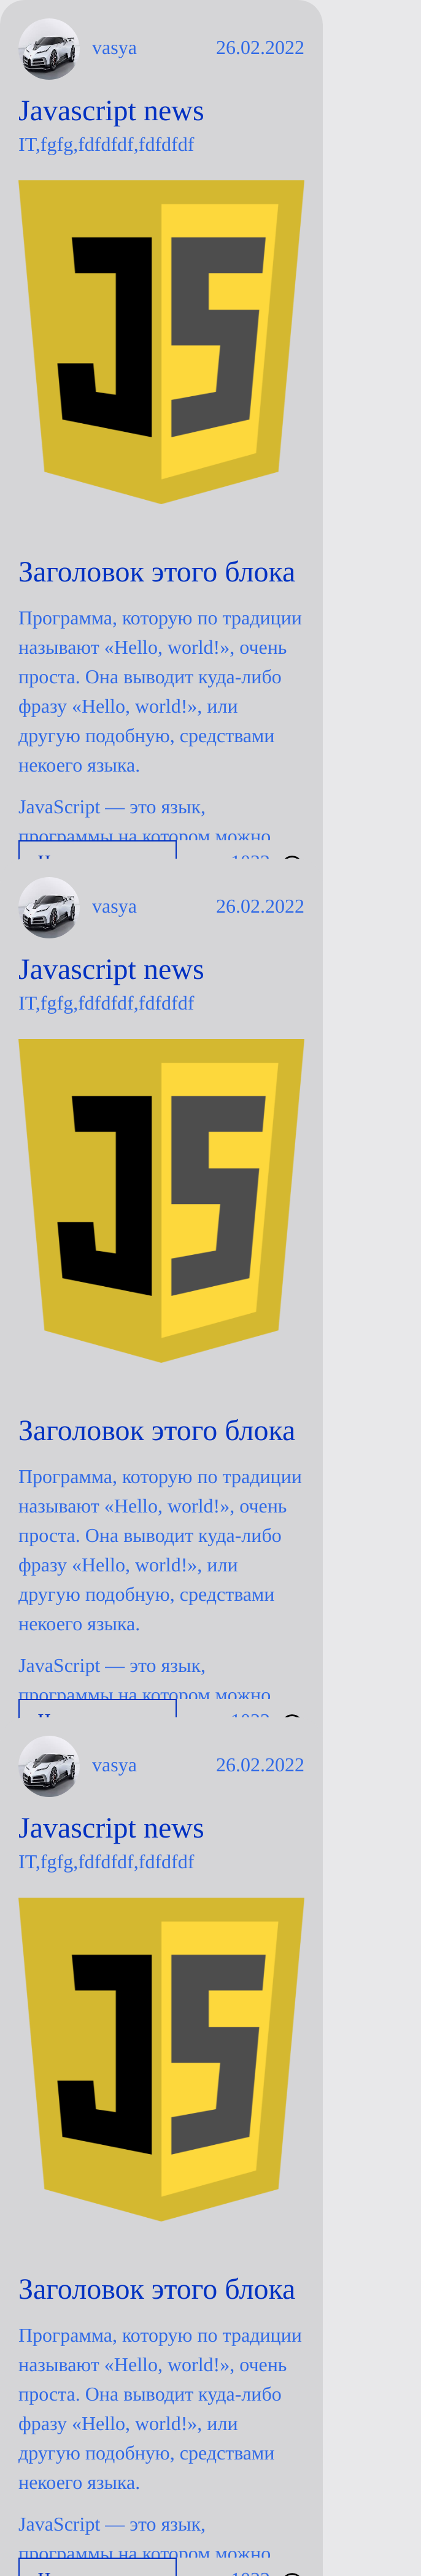 vasya 26.02.2022
Javascript news
IT,fgfg,fdfdfdf,fdfdfdf
JS
Заголовок этого блока
Программа, которую по традиции
называют «Hello, world!», очень
проста. Она выводит куда-либо
фразу «Hello, world!», или
другую подобную, средствами
некоего языка.
JavaScript — это язык,
программы на котором можно
vasya 26.02.2022
Javascript news
IT,fgfg,fdfdfdf,fdfdfdf
JS
Заголовок этого блока
Программа, которую по традиции
называют «Hello, world!», очень
проста. Она выводит куда-либо
фразу «Hello, world!», или
другую подобную, средствами
некоего языка.
JavaScript — это язык,
программы на котором можно
vasya 26.02.2022
Javascript news
IT,fgfg,fdfdfdf,fdfdfdf
JS
Заголовок этого блока
Программа, которую по традиции
называют «Hello, world!», очень
проста. Она выводит куда-либо
фразу «Hello, world!», или
другую подобную, средствами
некоего языка.
JavaScript — это язык,
программы на котором можно